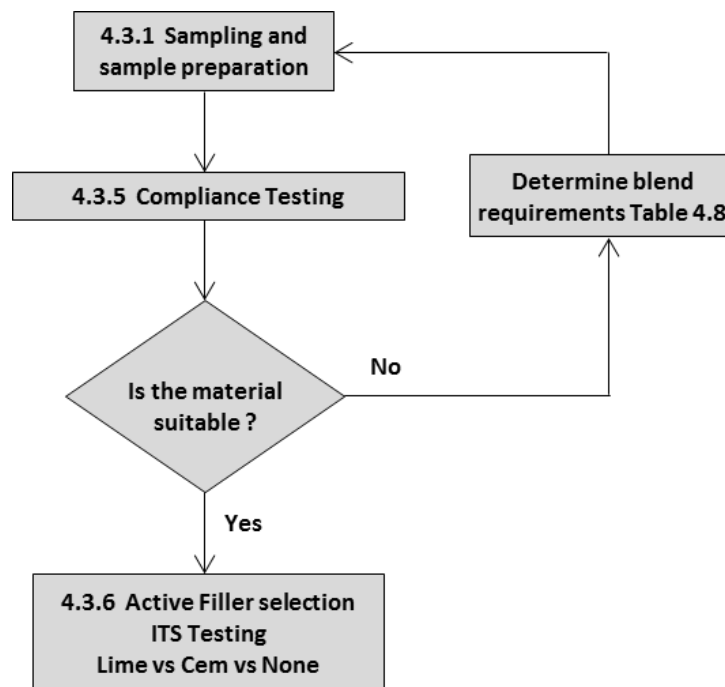 4.3.1 Sampling and
sample preparation
4.3.5 Compliance Testing
Determine blend
requirements Table 4.8
Is the material
suitable ?
No
Yes
4.3.6 Active Filler selection
ITS Testing
Lime vs Cem vs None